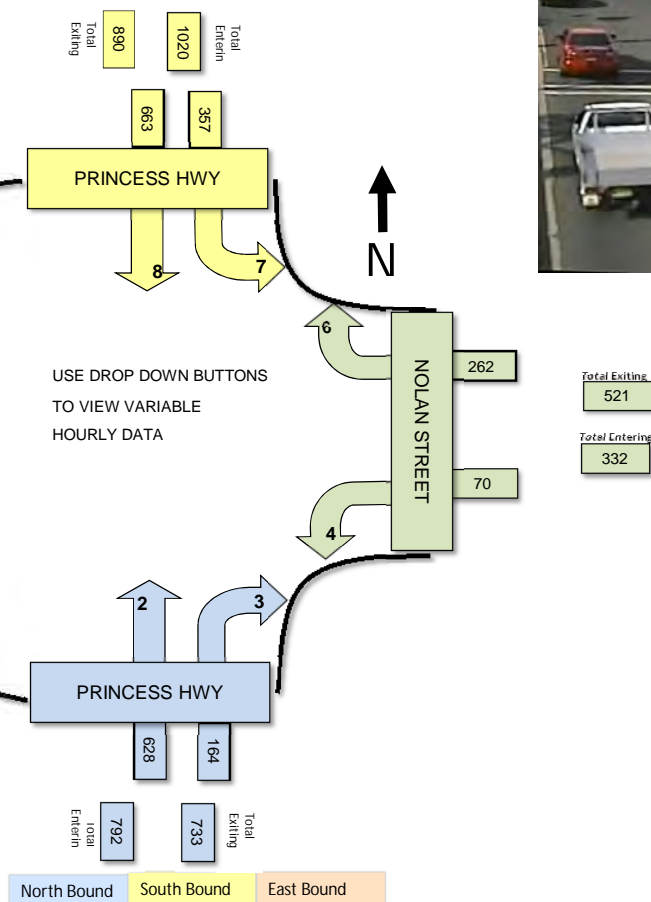 Total
Exiting
890
1020
Total
Enterin
663
357
PRINCESS HWY
8
7
N
6
262
NOLAN STREET
USE DROP DOWN BUTTONS
TO VIEW VARIABLE
HOURLY DATA
Total Exiting
521
Total Entering
332
70
4
2
3
PRINCESS HWY
628
164
Total
Enterin
792
733
Total
Exiting
North Bound
South Bound
East Bound